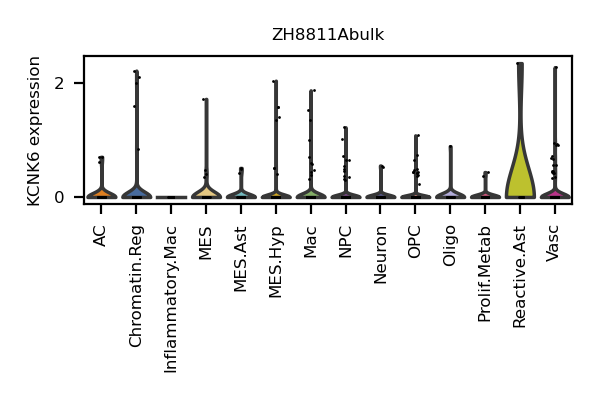 ZH8811Abulk
KCNK6 expression
2
0
AC
Chromatin.Reg
Inflammatory.Mac
MES
MES.Ast
MES.Hyp
Mac
NPC
Neuron
OPC
Oligo
Prolif.Metab
Reactive.Ast
Vasc